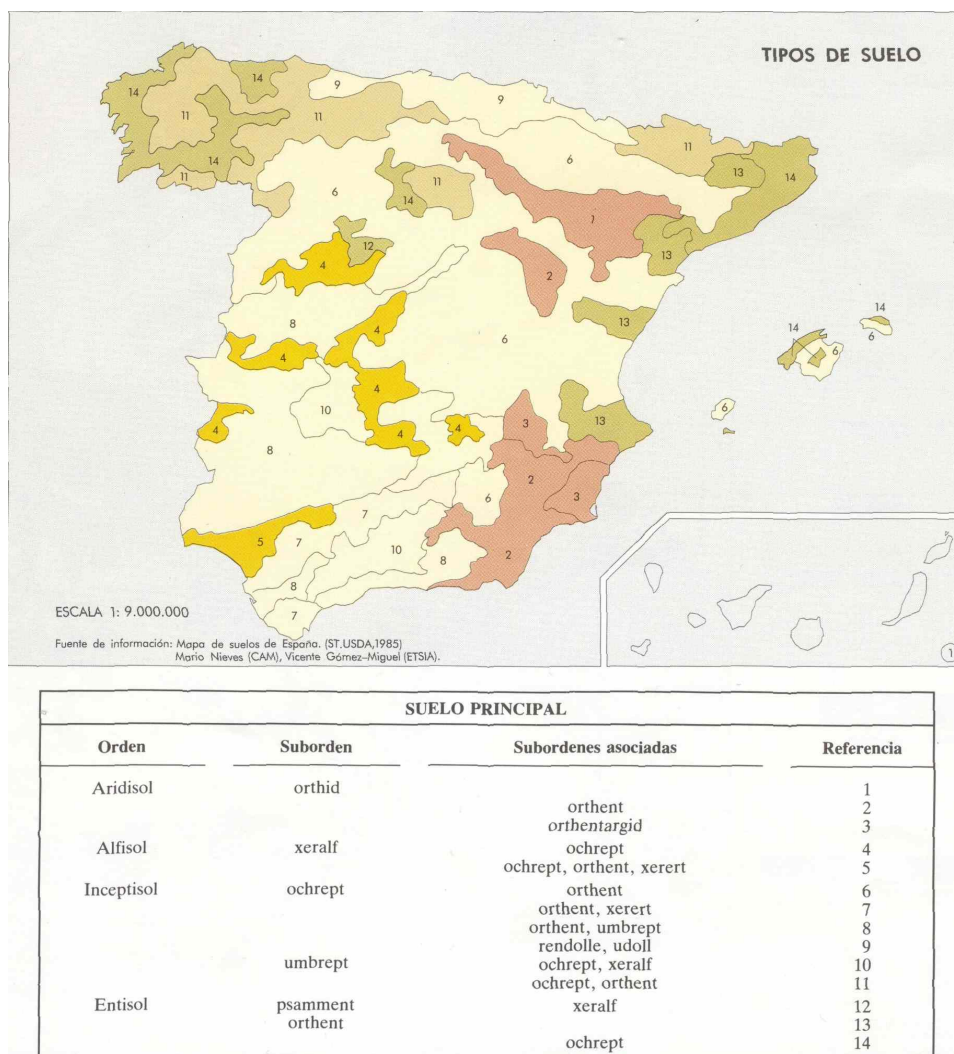 TIPOS DE SUELO
14
9
9
14
11
11
6
11
14
13
14
11
6
11
14
1
12
13
4
2
14
8
4
6
13
14
6
6
4
4
6
10
3
13
4
4
4
8
2
3
6
7
5
7
10
8
2
8
7
ESCALA 1: 9.000.000
Fuente de información: Mapa de suelos de España. (ST.USDA,1985)
Mario Nieves (CAM), Vicente Gómez-Miguel (ETSIA).
1
SUELO PRINCIPAL
Orden Suborden Subordenes asociadas Referencia
Aridisol orthid 1
orthent 2
orthentargid 3
Alfisol xeralf ochrept 4
ochrept, orthent, xerert 5
Inceptisol ochrept orthent 6
orthent, xerert 7
orthent, umbrept 8
rendolle, udoll 9
umbrept ochrept, xeralf 10
ochrept, orthent 11
Entisol psamment xeralf 12
orthent 13
ochrept 14